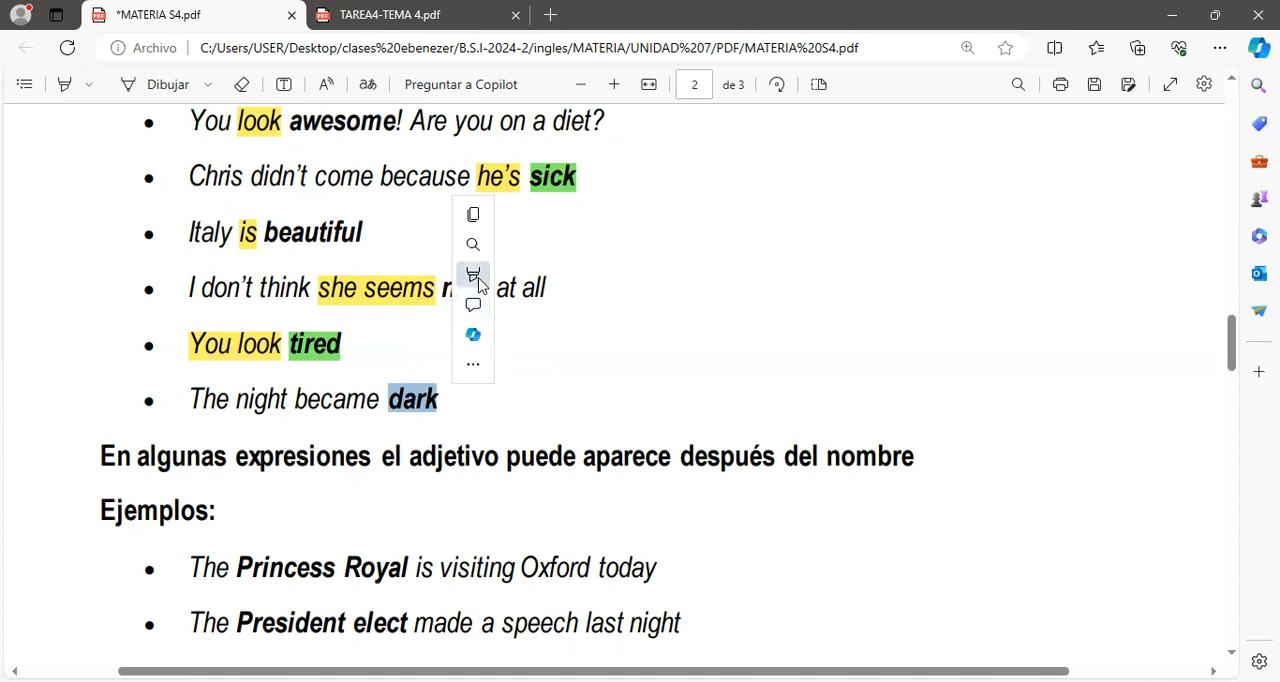 *MATERIA S4.pdf
TAREA4-TEMA 4.pdf
Archivo
C:/Users/USER/Desktop/clases%20ebenezer/B.S.I-2024-2/ingles/MATERIA/UNIDAD%207/PDF/MATERIA%20S4.pdf
Dibujar
aあ
Preguntar a Copilot
2
de 3
You look awesome! Are you on a diet?
Chris didn't come because he's sick
Italy is beautiful
I don't think she seems at all
You look tired
The night became dark
En algunas expresiones el adjetivo puede aparece después del nombre
Ejemplos:
The Princess Royal is visiting Oxford today
The President elect made a speech last night